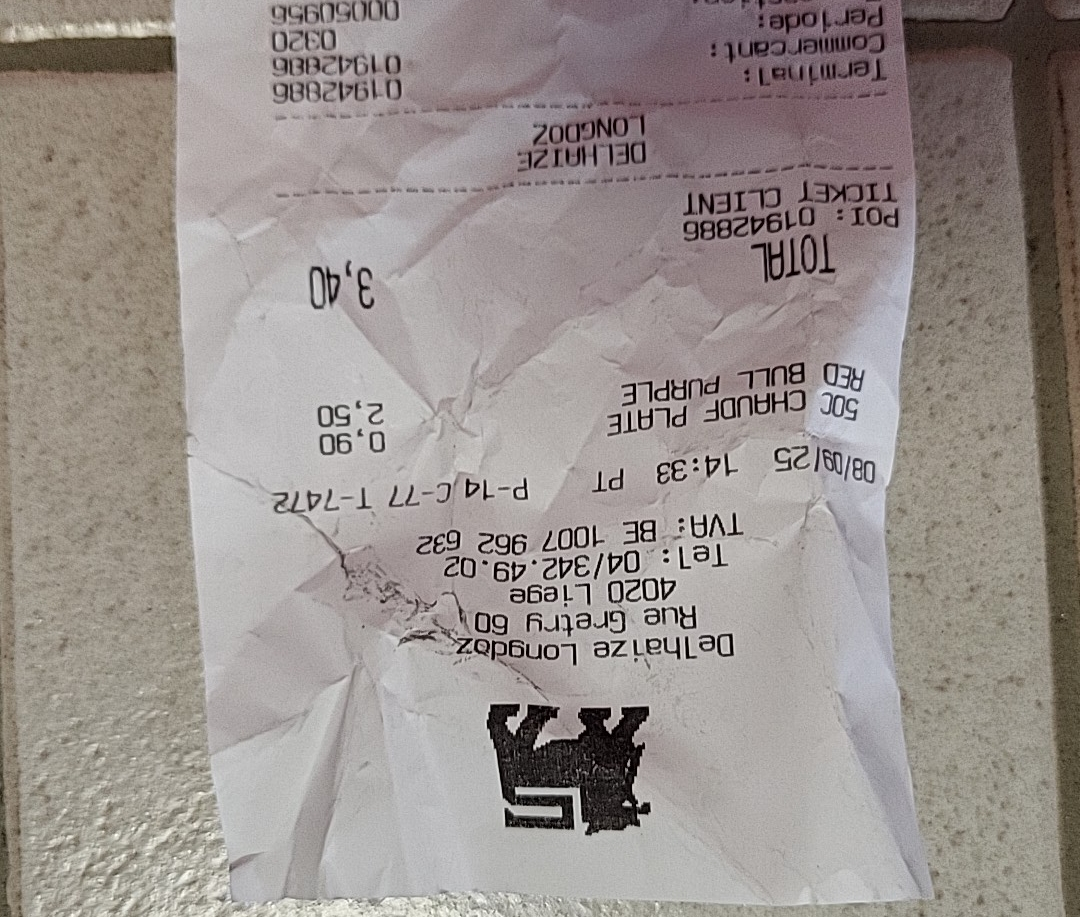 Delhaize Longdoz
Rue Gretry 60
4020 Liege
Tel: 04/342.49.02
TVA: BE 1007 962 632
08/09/25 14:33 PT P-14 C-77 T-7472
50C CHAUDF PLATE 0,90
RED BULL PURPLE 2,50
TOTAL 3,40
POI: 01942886
TICKET CLIENT
DELHAIZE
LONGDOZ
Terminal: 01942886
Commercant: 01942886
Periode: 0320
00050956